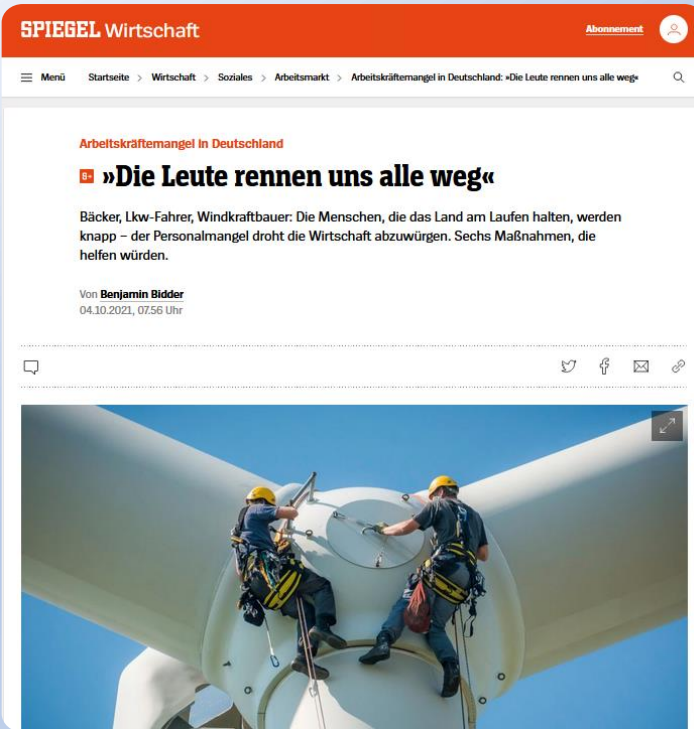 SPIEGEL Wirtschaft
Abonnement
Menü
Startseite > Wirtschaft > Soziales > Arbeitsmarkt > Arbeitskräftemangel in Deutschland: »Die Leute rennen uns alle weg«
Arbeitskräftemangel in Deutschland
S+ »Die Leute rennen uns alle weg«
Bäcker, Lkw-Fahrer, Windkraftbauer: Die Menschen, die das Land am Laufen halten, werden
knapp – der Personalmangel droht die Wirtschaft abzuwürgen. Sechs Maßnahmen, die
helfen würden.
Von Benjamin Bidder
04.10.2021, 07.56 Uhr